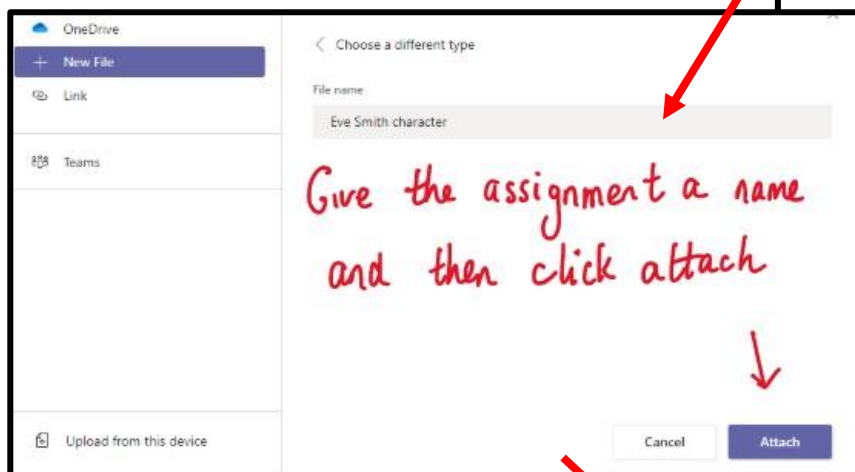 OneDrive
+ New File
Link
Teams
Upload from this device
< Choose a different type
File name
Eve Smith character
Give the assignment a name
and then click attach
Cancel
Attach